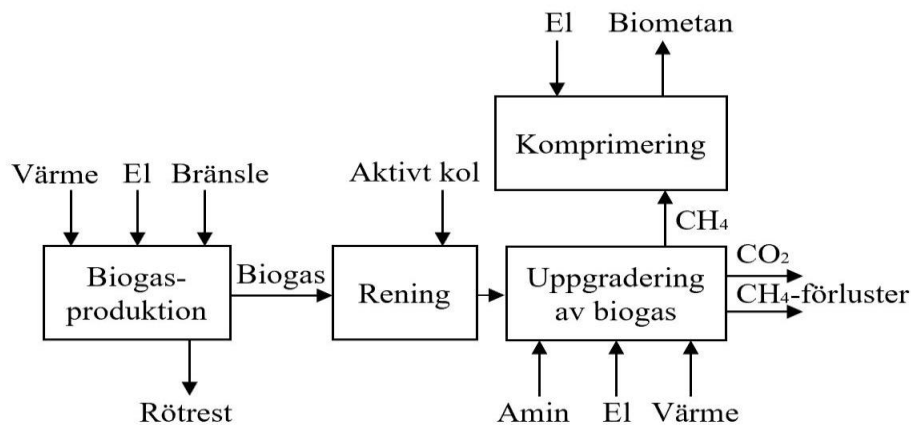 El Biometan
Komprimering
Värme El Bränsle Aktivt kol
CH₄
Biogas-
produktion
Biogas
Rening
Uppgradering
av biogas
CO₂
CH₄-förluster
Rötrest Amin El Värme